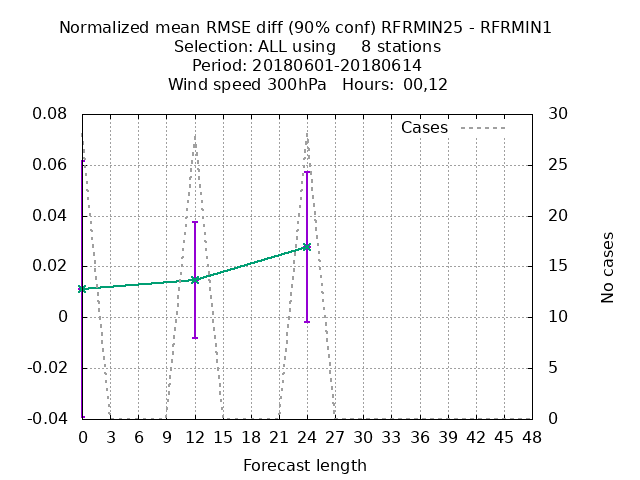 Normalized mean RMSE diff (90% conf) RFRMIN25 - RFRMIN1
Selection: ALL using     8 stations
Period: 20180601-20180614
Wind speed 300hPa   Hours:  00,12
Cases
0.08
0.06
0.04
0.02
0
-0.02
-0.04
30
25
20
15
10
5
0
No cases
0 3 6 9 12 15 18 21 24 27 30 33 36 39 42 45 48
Forecast length